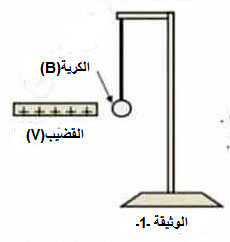 الكرية(B)
+ + + + +
القضيب(V)
الوثيقة -1-